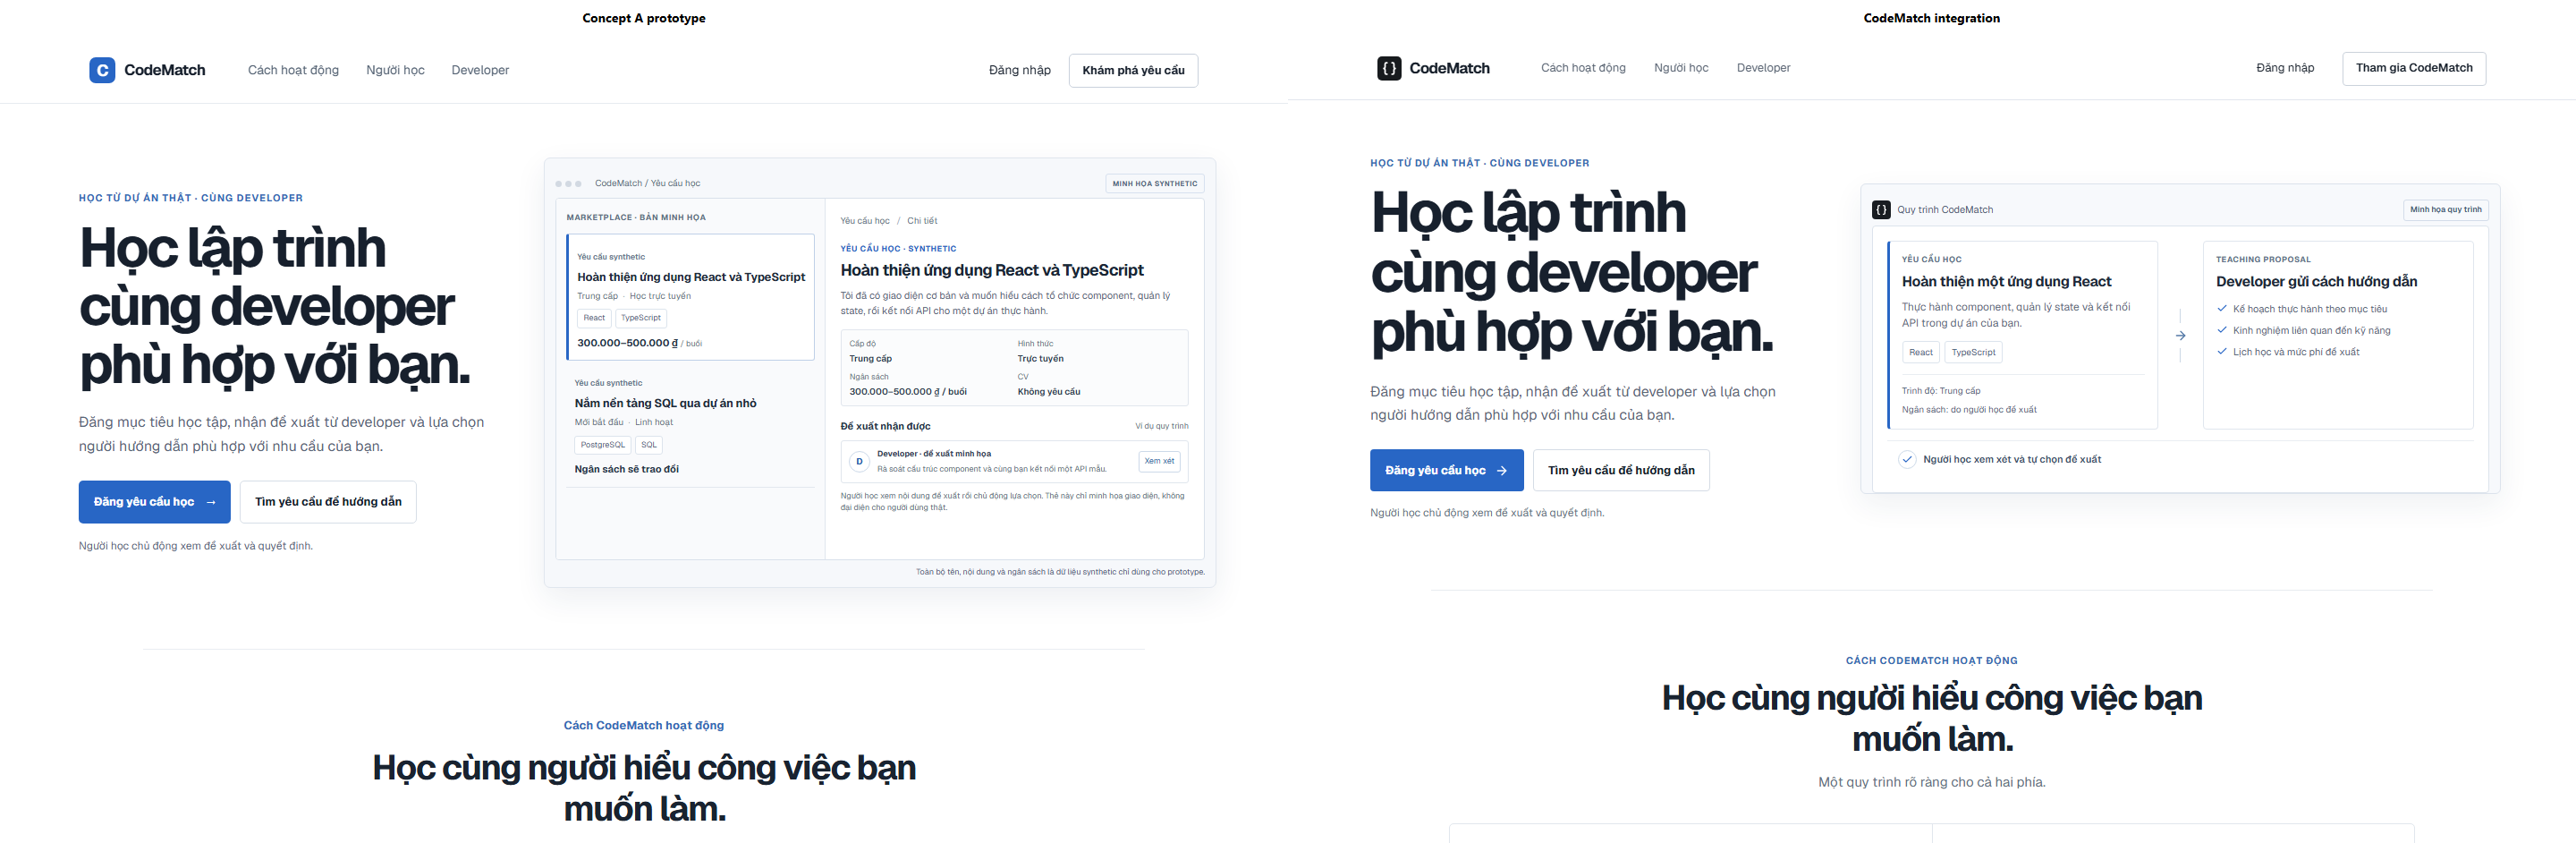 Concept A prototype
C CodeMatch Cách hoạt động Người học Developer Đăng nhập Khám phá yêu cầu
HỌC TỪ DỰ ÁN THẬT · CÙNG DEVELOPER
Học lập trình
cùng developer
phù hợp với bạn.
Đăng mục tiêu học tập, nhận đề xuất từ developer và lựa chọn
người hướng dẫn phù hợp với nhu cầu của bạn.
Đăng yêu cầu học → Tìm yêu cầu để hướng dẫn
Người học chủ động xem đề xuất và quyết định.
CodeMatch / Yêu cầu học MINH HỌA SYNTHETIC
MARKETPLACE · BẢN MINH HỌA
Yêu cầu synthetic
Hoàn thiện ứng dụng React và TypeScript
Trung cấp · Học trực tuyến
React TypeScript
300.000–500.000 ₫ / buổi
Yêu cầu synthetic
Nắm nền tảng SQL qua dự án nhỏ
Mới bắt đầu · Linh hoạt
PostgreSQL SQL
Ngân sách sẽ trao đổi
Yêu cầu học / Chi tiết
YÊU CẦU HỌC · SYNTHETIC
Hoàn thiện ứng dụng React và TypeScript
Tôi đã có giao diện cơ bản và muốn hiểu cách tổ chức component, quản lý
state, rồi kết nối API cho một dự án thực hành.
Cấp độ Hình thức
Trung cấp Trực tuyến
Ngân sách CV
300.000–500.000 ₫ / buổi Không yêu cầu
Đề xuất nhận được Ví dụ quy trình
D Developer · đề xuất minh họa
Rà soát cấu trúc component và cùng bạn kết nối một API mẫu. Xem xét
Người học xem nội dung đề xuất rồi chủ động lựa chọn. Thẻ này chỉ minh họa giao diện, không
đại diện cho người dùng thật.
Toàn bộ tên, nội dung và ngân sách là dữ liệu synthetic chỉ dùng cho prototype.
Cách CodeMatch hoạt động
Học cùng người hiểu công việc bạn
muốn làm.
CodeMatch integration
{ } CodeMatch Cách hoạt động Người học Developer Đăng nhập Tham gia CodeMatch
HỌC TỪ DỰ ÁN THẬT · CÙNG DEVELOPER
Học lập trình
cùng developer
phù hợp với bạn.
Đăng mục tiêu học tập, nhận đề xuất từ developer và lựa chọn
người hướng dẫn phù hợp với nhu cầu của bạn.
Đăng yêu cầu học → Tìm yêu cầu để hướng dẫn
Người học chủ động xem đề xuất và quyết định.
{ } Quy trình CodeMatch Minh họa quy trình
YÊU CẦU HỌC
Hoàn thiện một ứng dụng React
Thực hành component, quản lý state và kết nối
API trong dự án của bạn.
React TypeScript
Trình độ: Trung cấp
Ngân sách: do người học đề xuất
TEACHING PROPOSAL
Developer gửi cách hướng dẫn
Kế hoạch thực hành theo mục tiêu
Kinh nghiệm liên quan đến kỹ năng
Lịch học và mức phí đề xuất
Người học xem xét và tự chọn đề xuất
CÁCH CODEMATCH HOẠT ĐỘNG
Học cùng người hiểu công việc bạn
muốn làm.
Một quy trình rõ ràng cho cả hai phía.